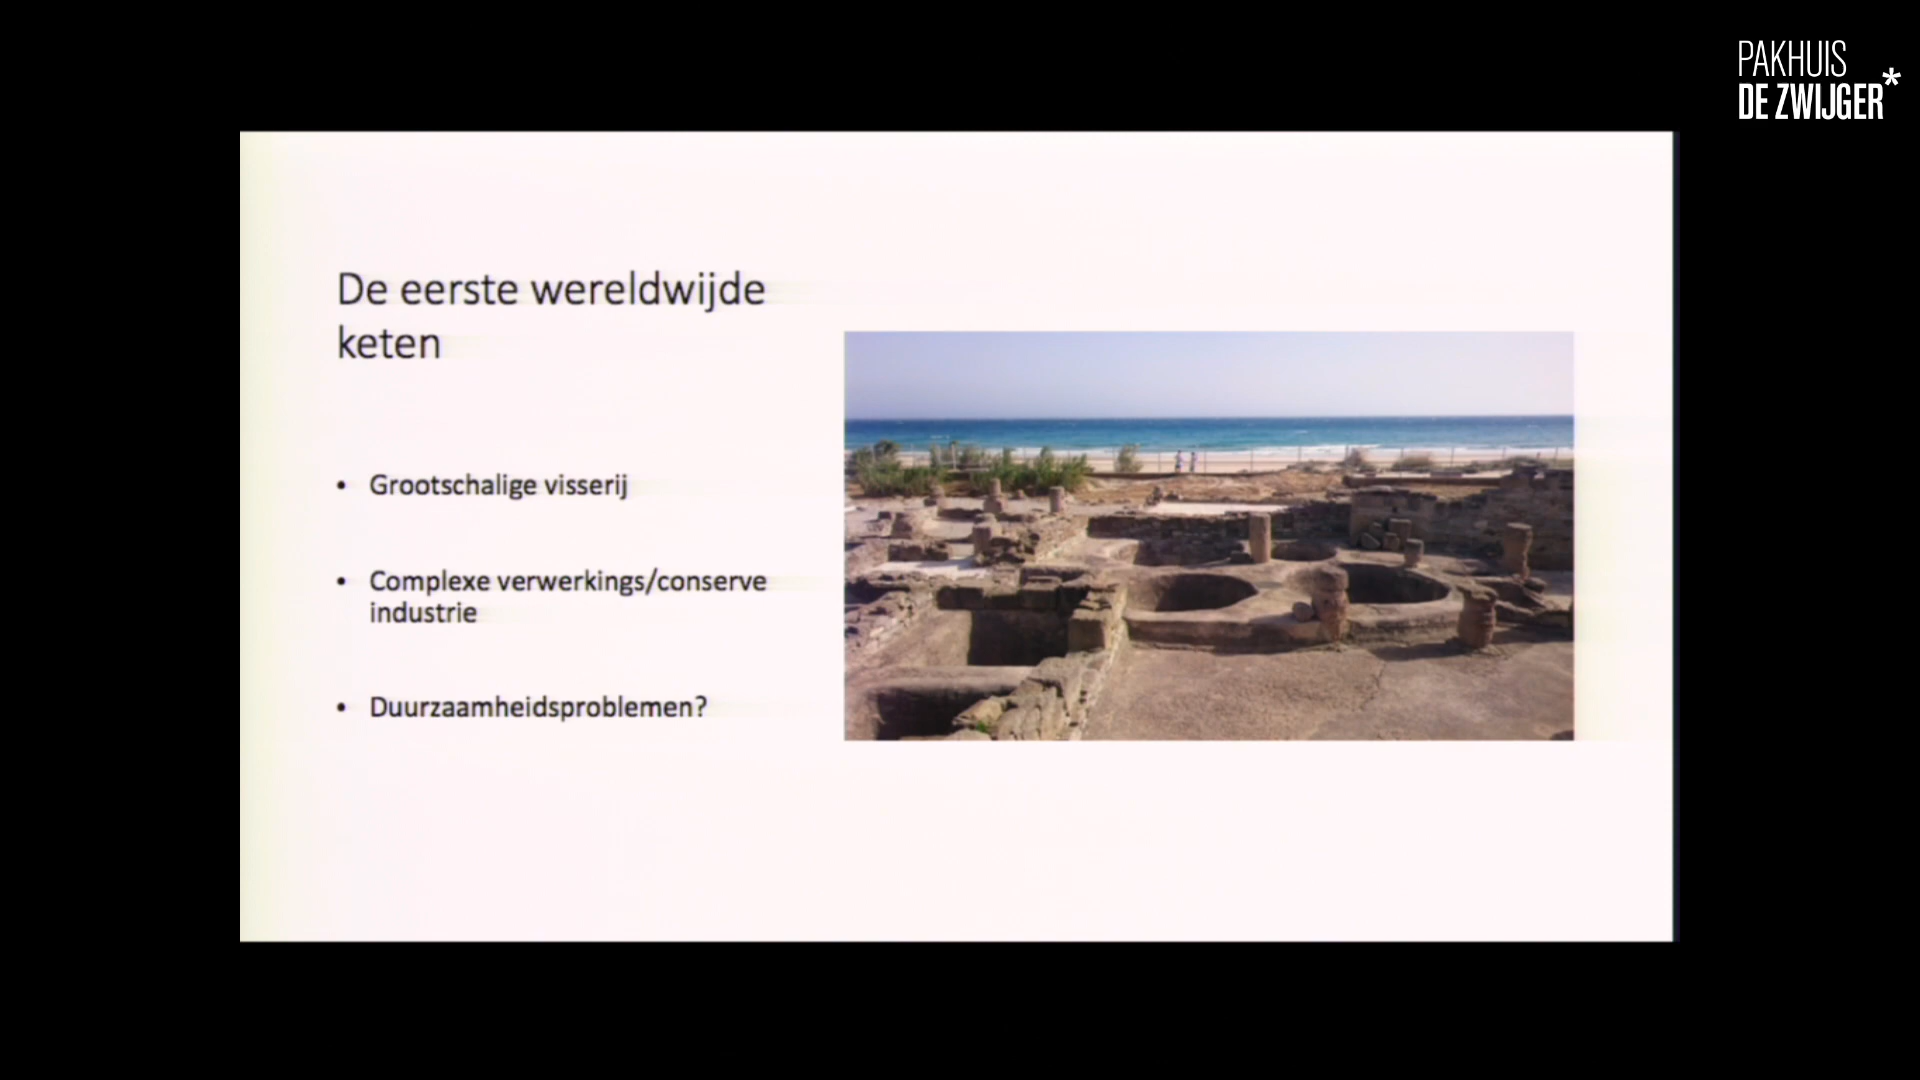 PAKHUIS
DE ZWIJGER*
De eerste wereldwijde
keten
• Grootschalige visserij
• Complexe verwerkings/conserve
industrie
• Duurzaamheidsproblemen?